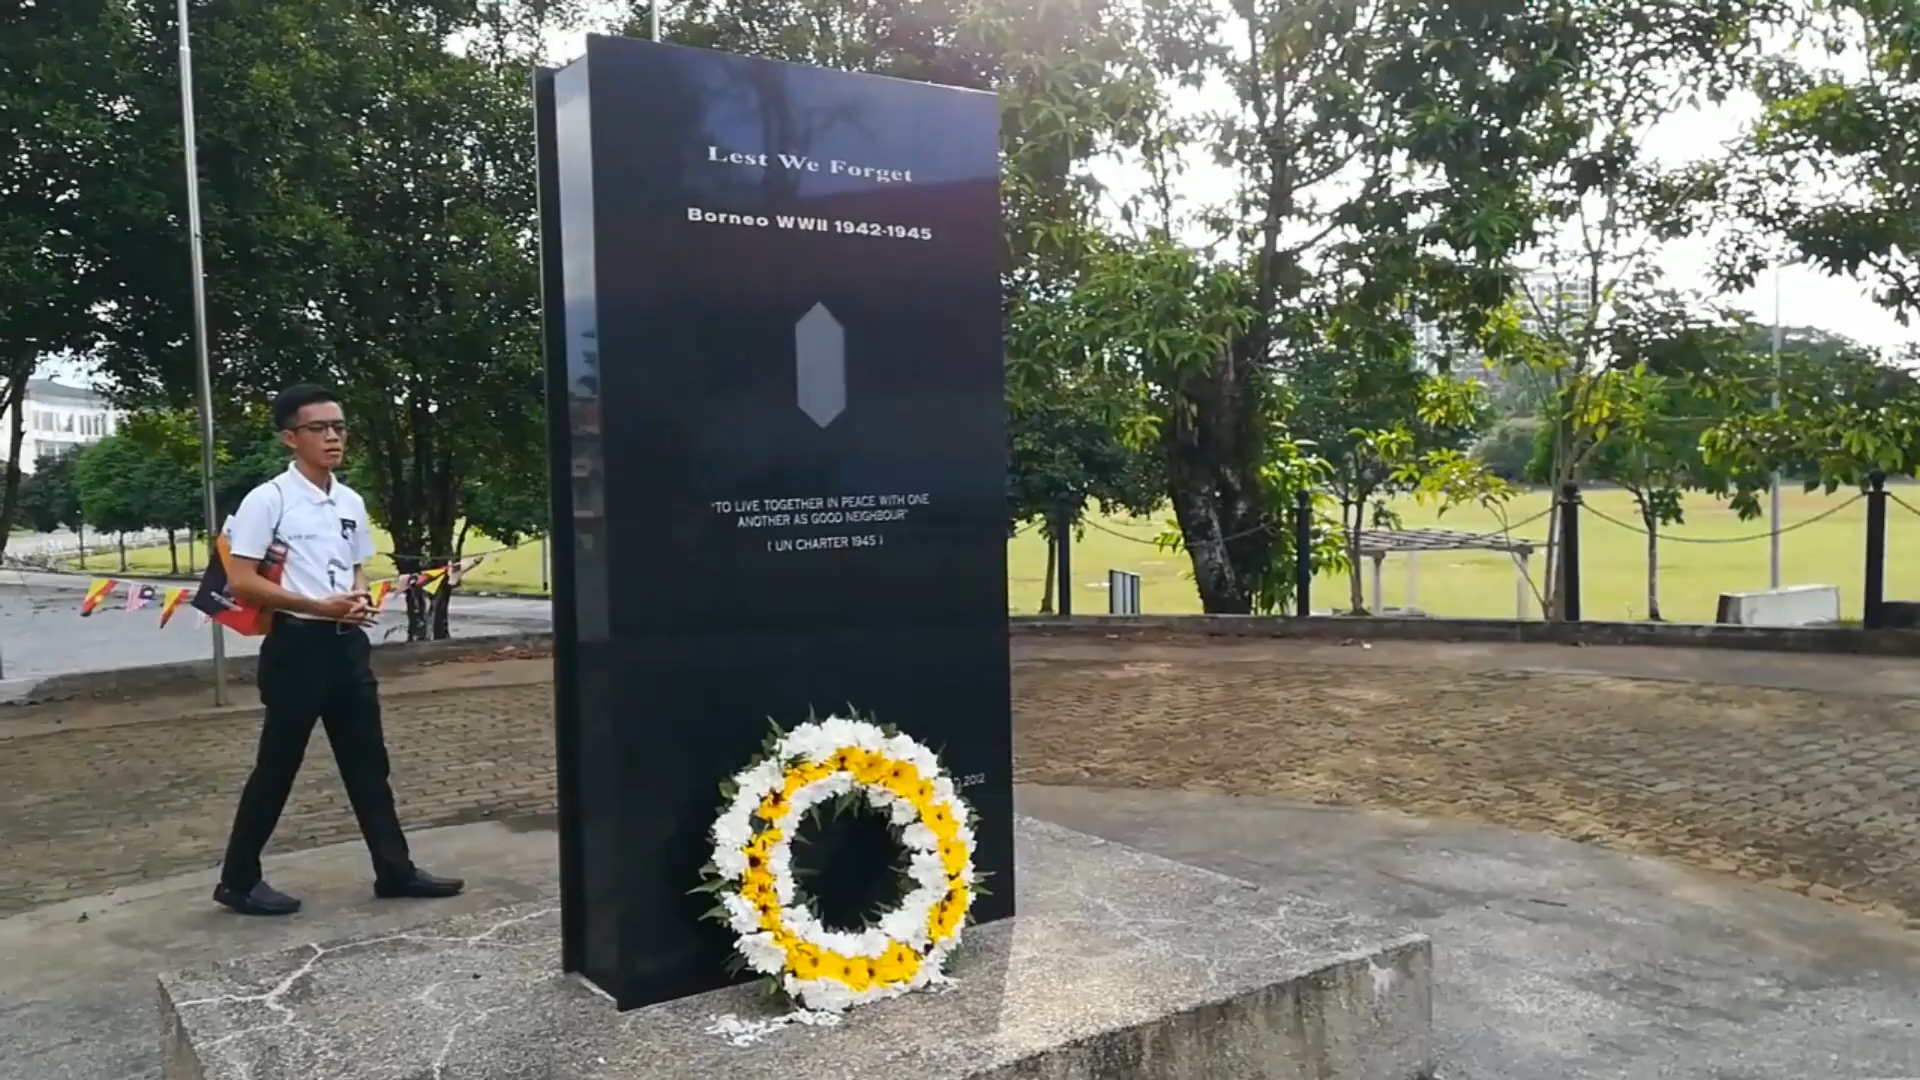 Lest We Forget
Borneo WWII 1942-1945
"TO LIVE TOGETHER IN PEACE WITH ONE
ANOTHER AS GOOD NEIGHBOUR"
( UN CHARTER 1945 )
2012